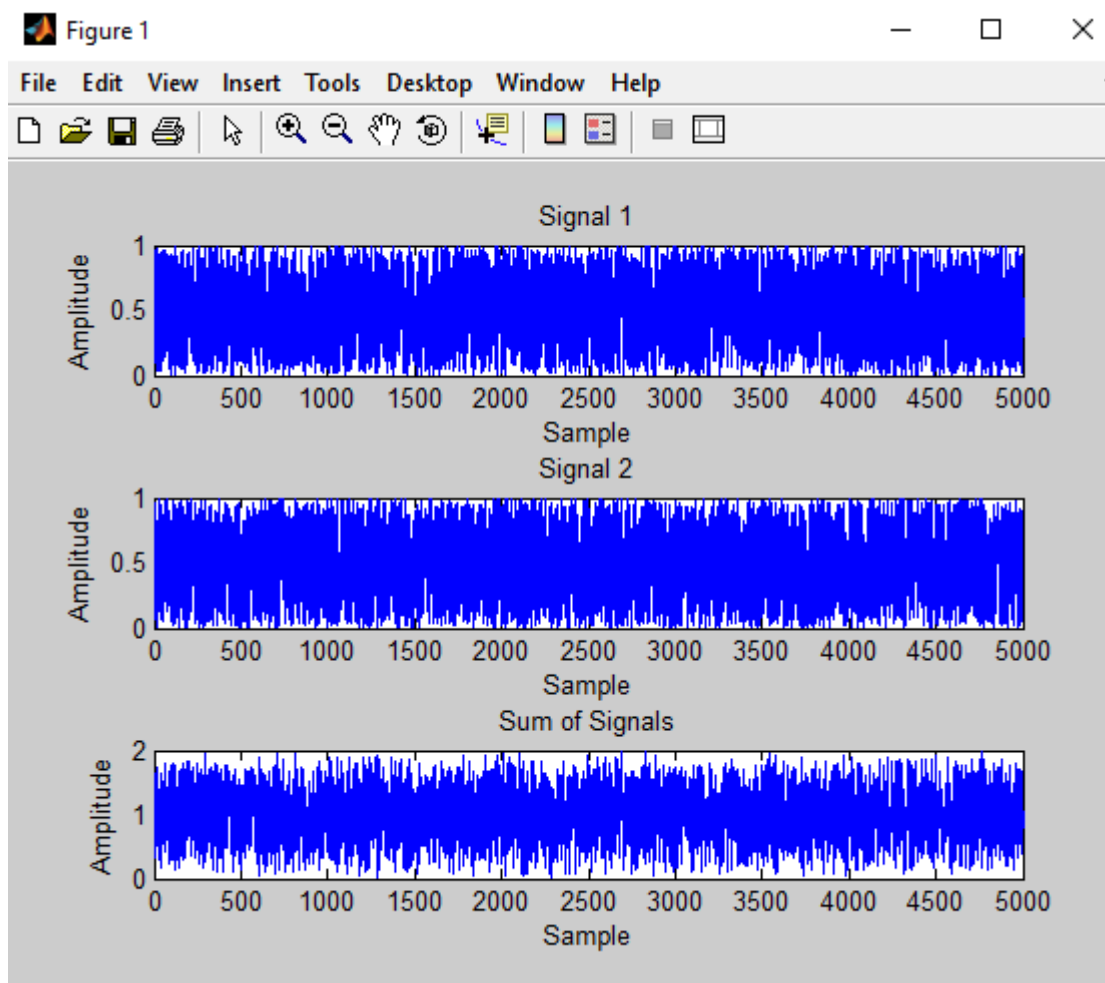 Figure 1
File Edit View Insert Tools Desktop Window Help
Signal 1
1
0.5
0
Amplitude
0 500 1000 1500 2000 2500 3000 3500 4000 4500 5000
Sample
Signal 2
1
0.5
0
Amplitude
0 500 1000 1500 2000 2500 3000 3500 4000 4500 5000
Sample
Sum of Signals
2
1
0
Amplitude
0 500 1000 1500 2000 2500 3000 3500 4000 4500 5000
Sample